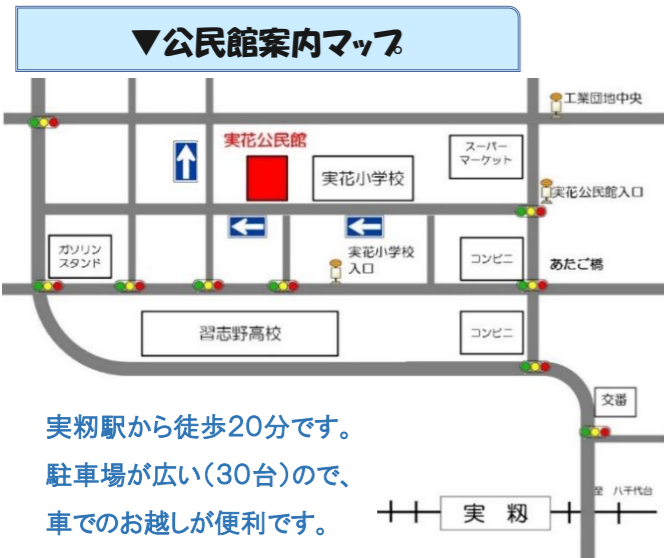 ▼公民館案内マップ
工業団地中央
実花公民館
スーパー
マーケット
実花小学校
実花公民館入口
ガソリン
スタンド
実花小学校
入口
コンビニ
あたご橋
習志野高校
コンビニ
交番
実籾駅から徒歩20分です。
駐車場が広い(30台)ので、
車でのお越しが便利です。
至 八千代台
実 籾